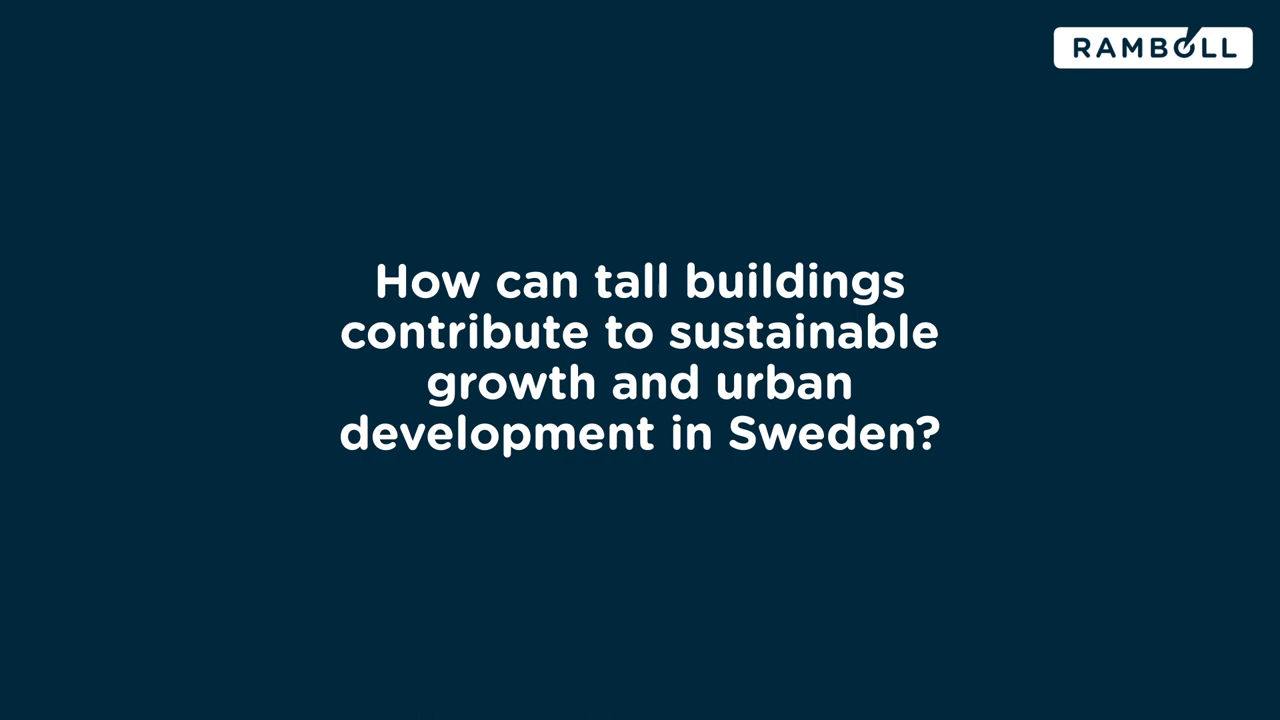 RAMBOLL
How can tall buildings
contribute to sustainable
growth and urban
development in Sweden?